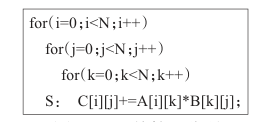 for(i=0;i<N;i++)
for(j=0;j<N;j++)
for(k=0;k<N;k++)
S: C[i][j]+=A[i][k]*B[k][j];